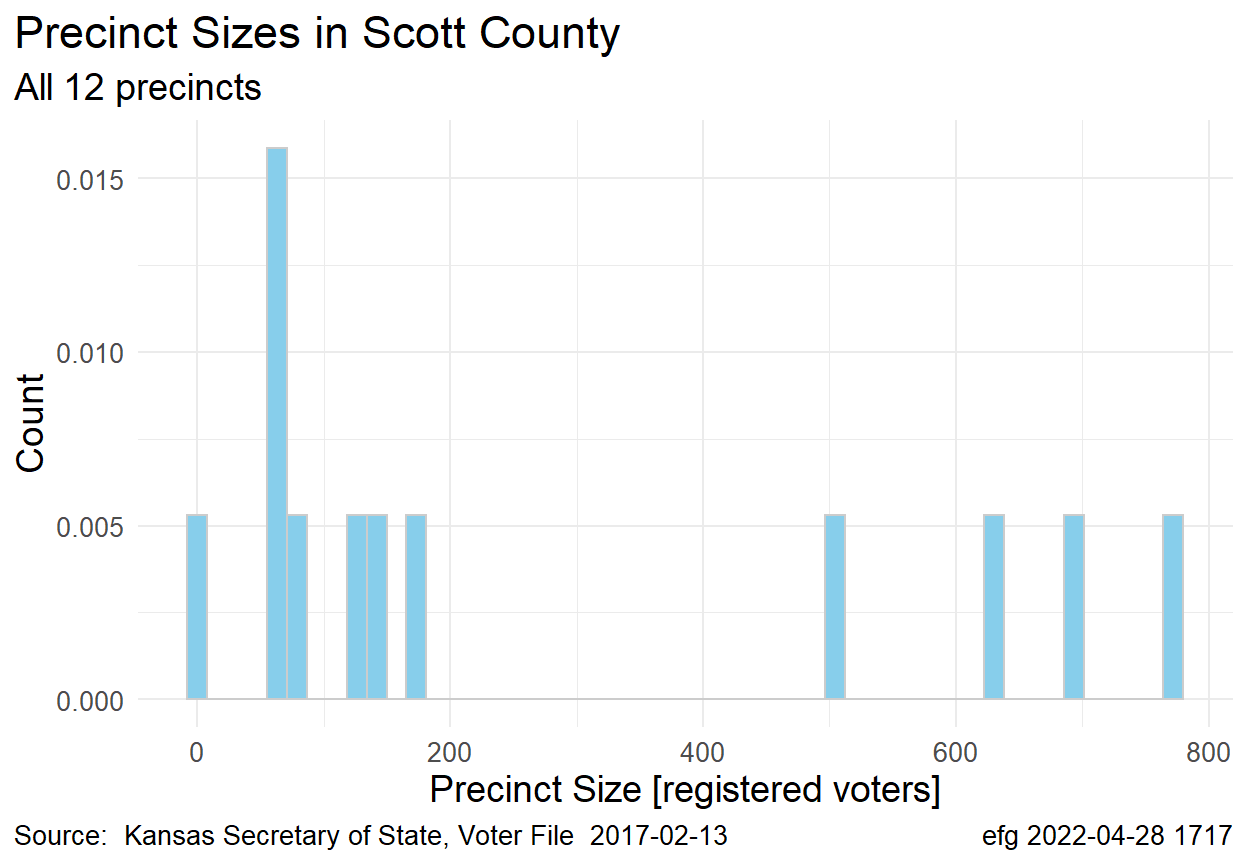 Precinct Sizes in Scott County
All 12 precincts
0.015
0.010
0.005
0.000
Count
0 200 400 600 800
Precinct Size [registered voters]
Source:  Kansas Secretary of State, Voter File  2017-02-13 efg 2022-04-28 1717